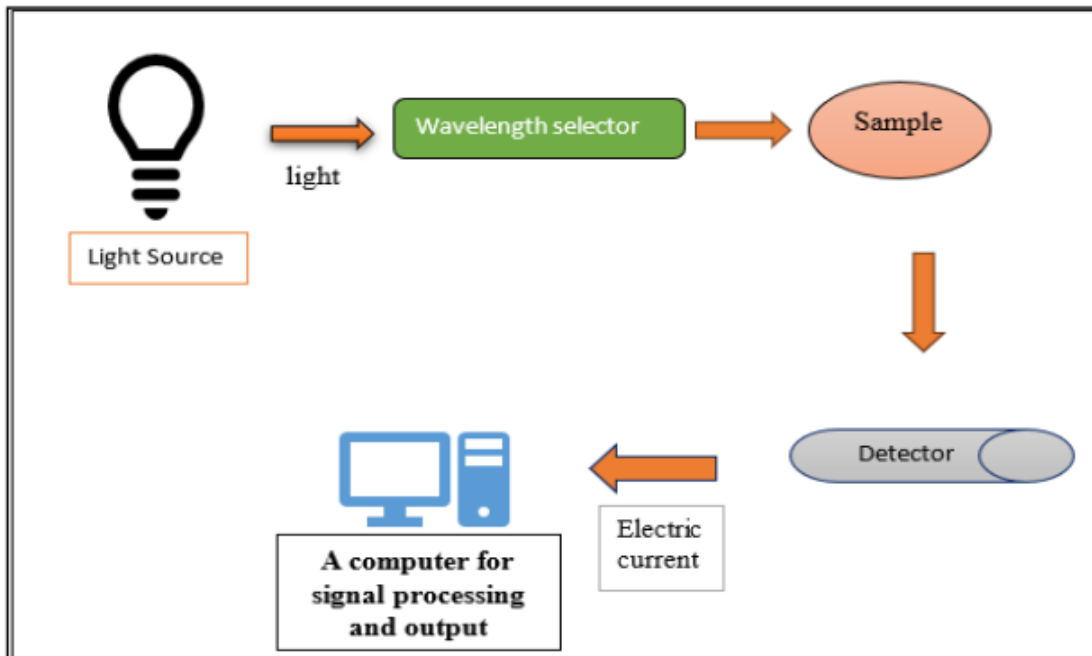 Wavelength selector
Sample
light
Light Source
Detector
Electric
current
A computer for
signal processing
and output